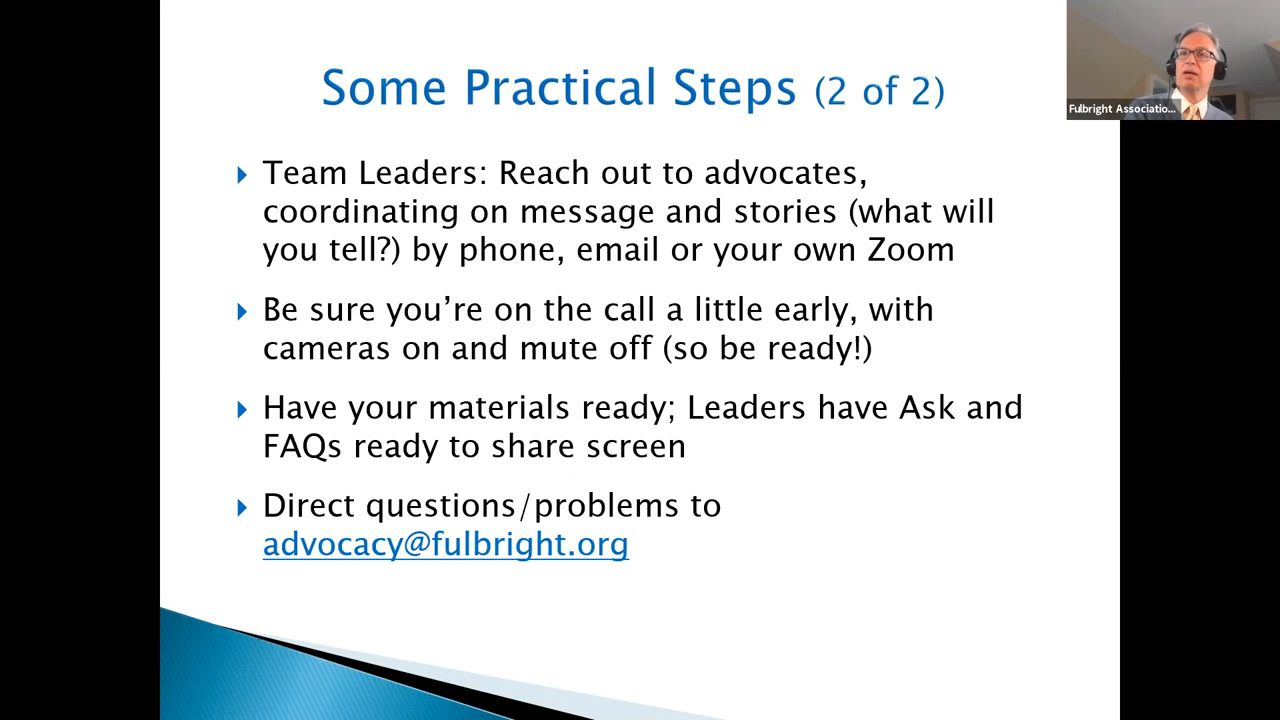 Some Practical Steps (2 of 2)
Fulbright Associatio...
Team Leaders: Reach out to advocates,
coordinating on message and stories (what will
you tell?) by phone, email or your own Zoom
Be sure you’re on the call a little early, with
cameras on and mute off (so be ready!)
Have your materials ready; Leaders have Ask and
FAQs ready to share screen
Direct questions/problems to
advocacy@fulbright.org